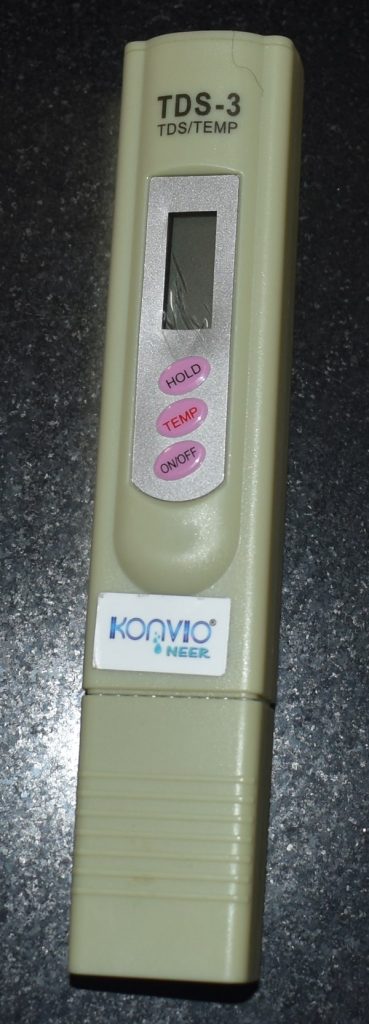 TDS-3
TDS/TEMP
HOLD
TEMP
ON/OFF
KONVIO®
NEER